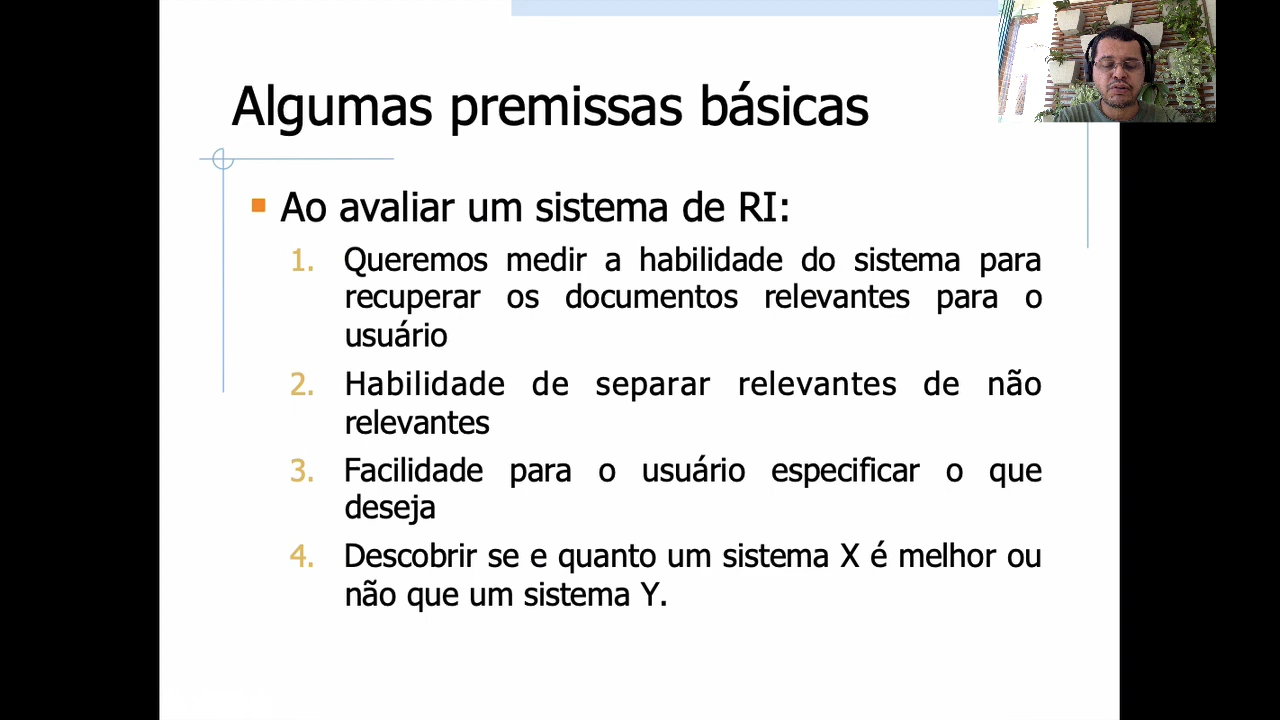 Algumas premissas básicas
Ao avaliar um sistema de RI:
1. Queremos medir a habilidade do sistema para
recuperar os documentos relevantes para o
usuário
2. Habilidade de separar relevantes de não
relevantes
3. Facilidade para o usuário especificar o que
deseja
4. Descobrir se e quanto um sistema X é melhor ou
não que um sistema Y.